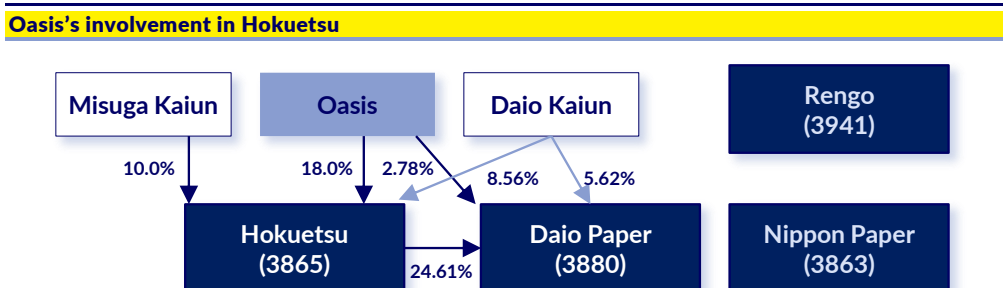 Oasis's involvement in Hokuetsu
Misuga Kaiun
Oasis
Daio Kaiun
Rengo
(3941)
10.0%
18.0%
2.78%
8.56%
5.62%
Hokuetsu
(3865)
24.61%
Daio Paper
(3880)
Nippon Paper
(3863)